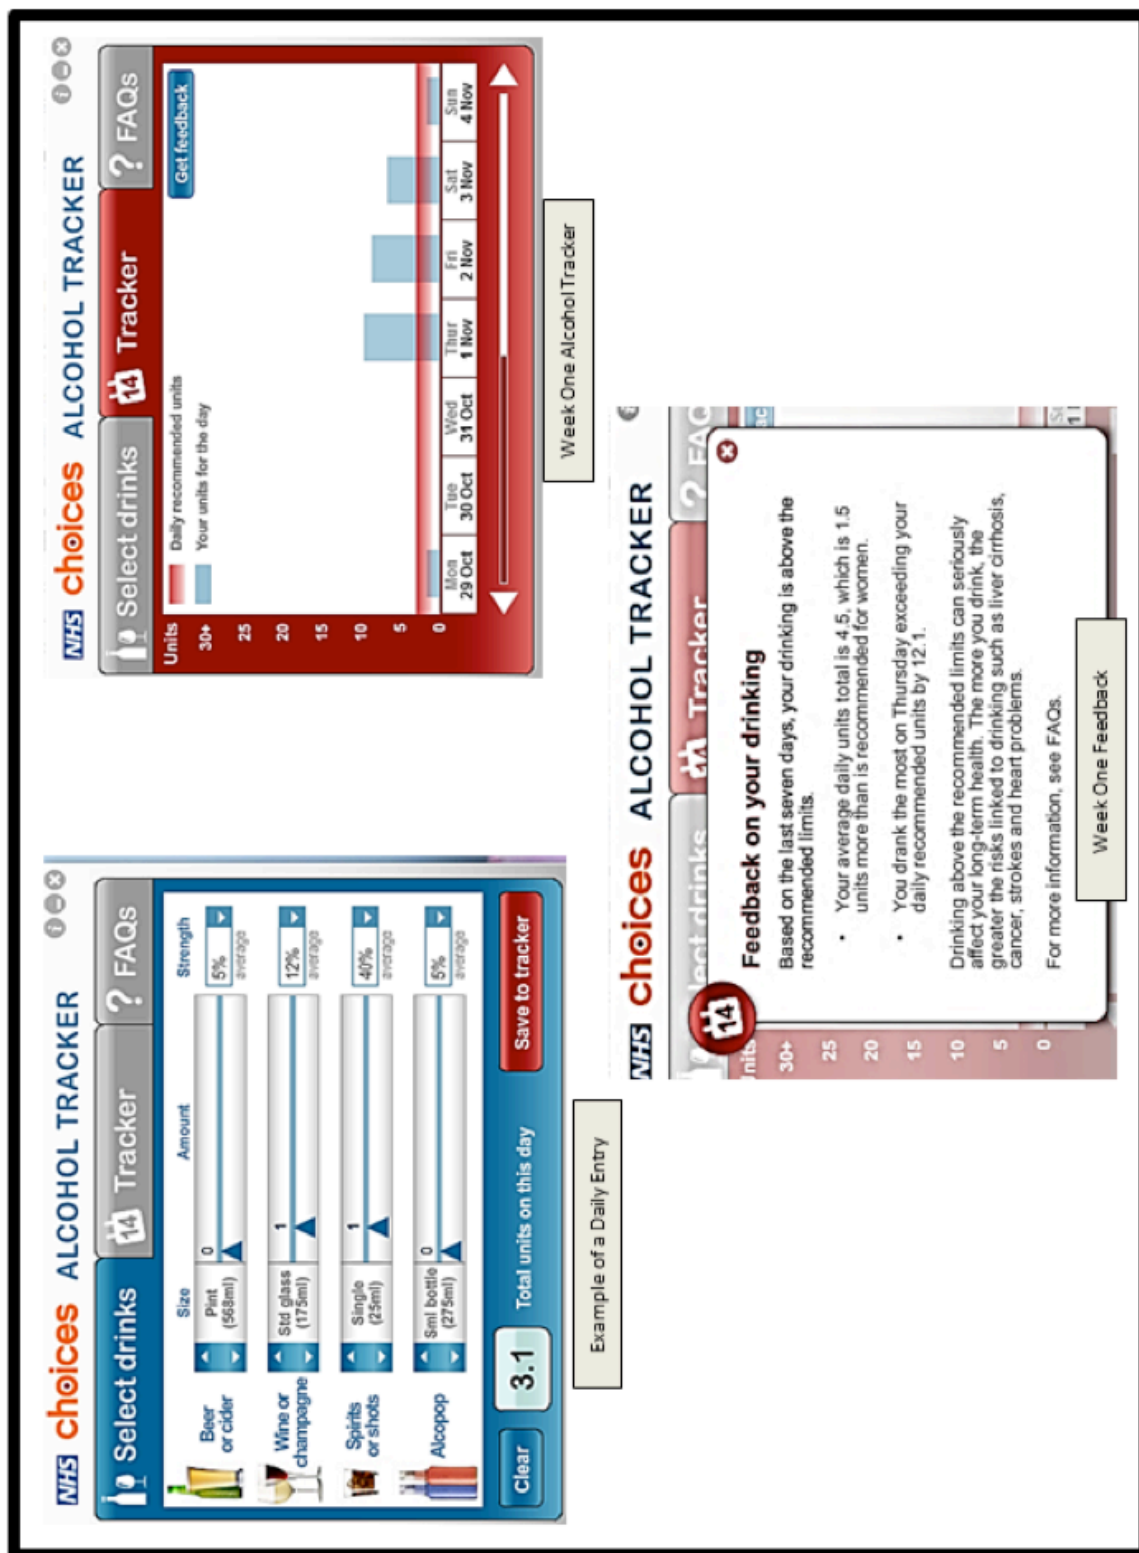 NHS choices ALCOHOL TRACKER
Select drinks
14 Tracker
? FAQs
Size
Amount
Strength
Beer
or cider
Pint
(568ml)
0
5%
average
Wine or
champagne
Std glass
(175ml)
1
12%
average
Spirits
or shots
Single
(25ml)
1
40%
average
Alcopop
Sml bottle
(275ml)
0
5%
average
Clear
3.1
Total units on this day
Save to tracker
Example of a Daily Entry
NHS choices ALCOHOL TRACKER
Select drinks
14 Tracker
? FAQs
Units
Daily recommended units
Your units for the day
Get feedback
30+
25
20
15
10
5
0
Mon
29 Oct
Tue
30 Oct
Wed
31 Oct
Thur
1 Nov
Fri
2 Nov
Sat
3 Nov
Sun
4 Nov
Week One Alcohol Tracker
NHS choices ALCOHOL TRACKER
lect drinks
14 Tracker
? FAQ
14
nits
30+
25
20
15
10
5
0
Feedback on your drinking
Based on the last seven days, your drinking is above the
recommended limits.
• Your average daily units total is 4.5, which is 1.5
units more than is recommended for women.
• You drank the most on Thursday exceeding your
daily recommended units by 12.1.
Drinking above the recommended limits can seriously
affect your long-term health. The more you drink, the
greater the risks linked to drinking such as liver cirrhosis,
cancer, strokes and heart problems.
For more information, see FAQs.
Week One Feedback